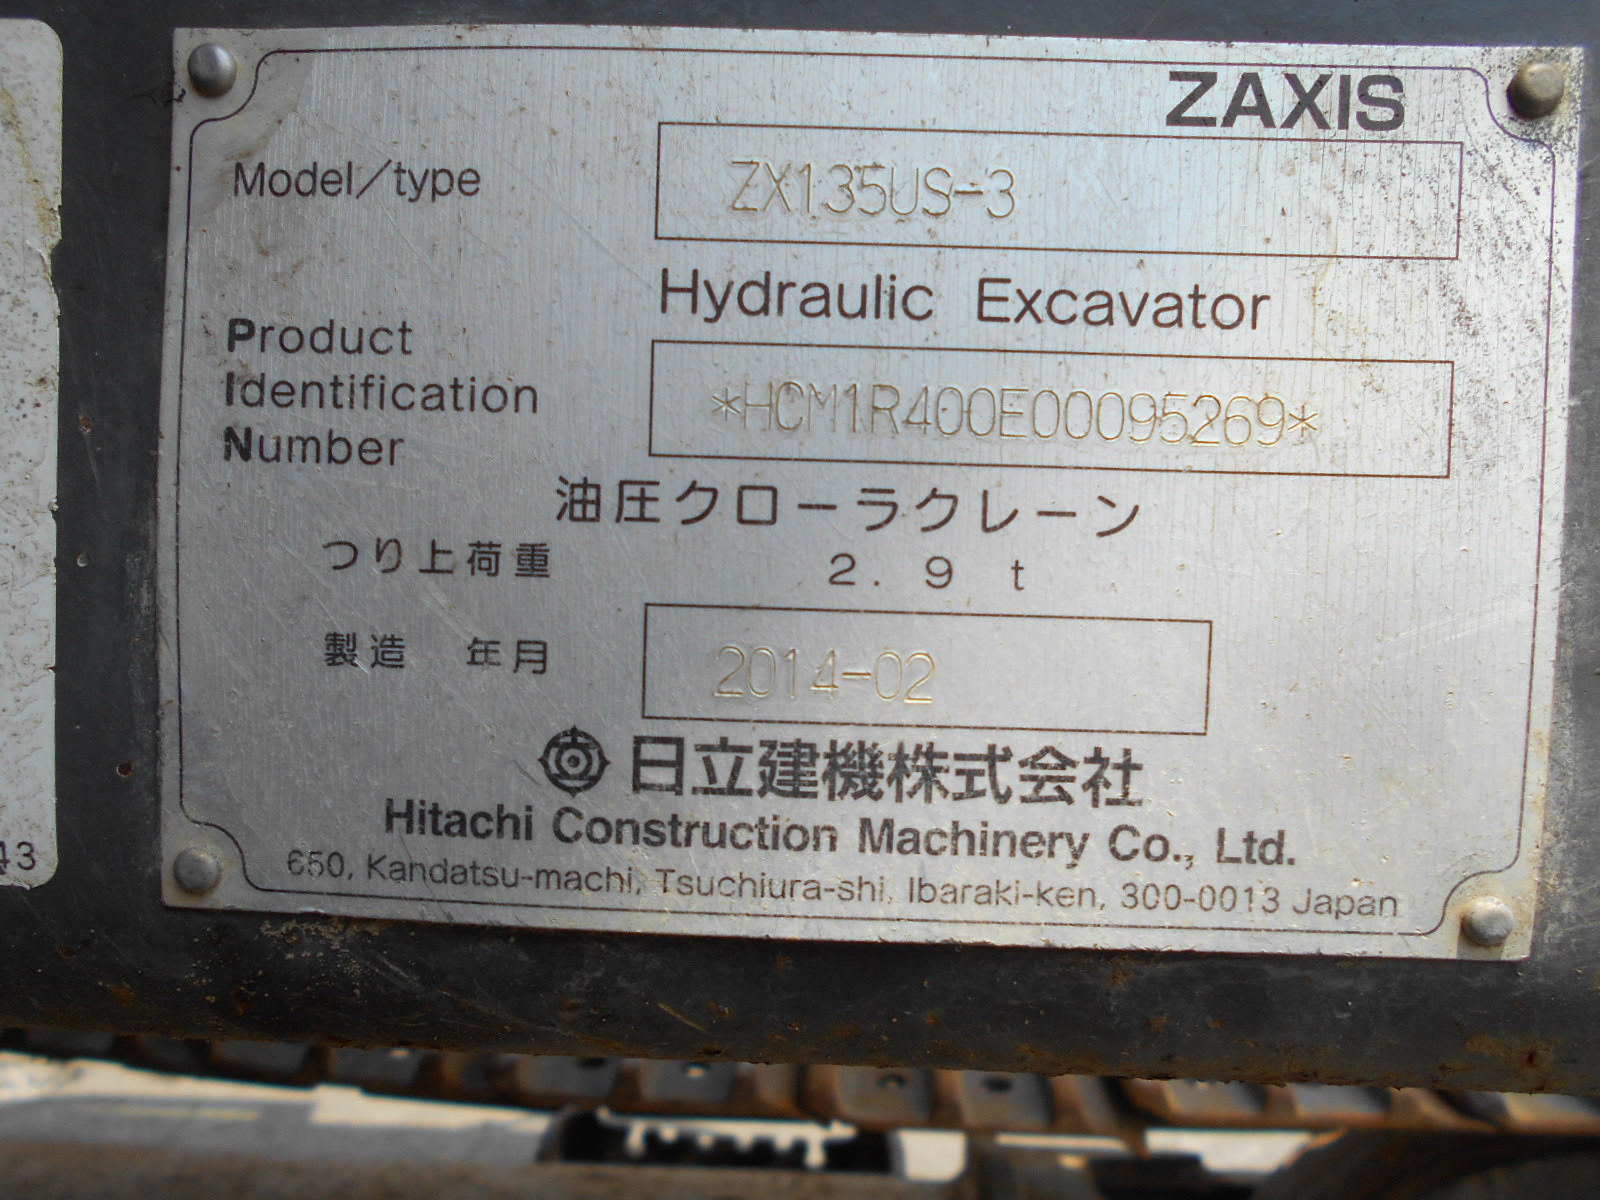 ZAXIS
Model/type ZX135US-3
Hydraulic Excavator
Product
Identification
Number
*HCM1R400E00095269*
油圧クローラクレーン
つり上荷重 2.9 t
製造 年月 2014-02
日立建機株式会社
Hitachi Construction Machinery Co., Ltd.
650, Kandatsu-machi, Tsuchiura-shi, Ibaraki-ken, 300-0013 Japan
43